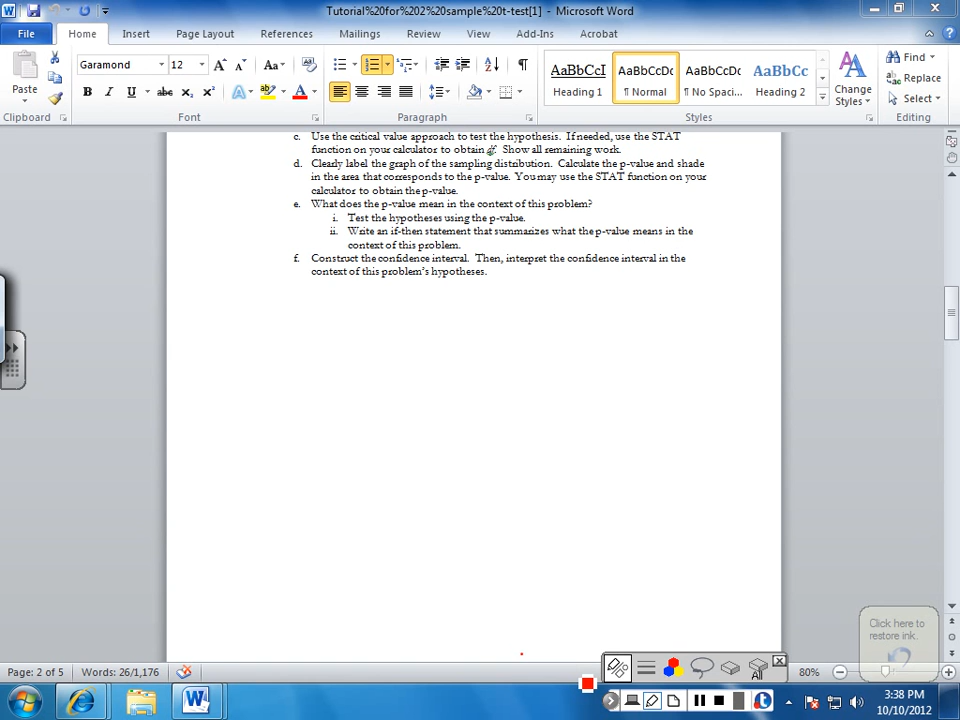 Tutorial%20for%202%20sample%20t-test[1] - Microsoft Word
File Home Insert Page Layout References Mailings Review View Add-Ins Acrobat
Garamond 12
Paste
Clipboard Font Paragraph Styles Editing
AaBbCcI AaBbCcDc AaBbCcDc AaBbCc
Heading 1 ¶ Normal ¶ No Spaci... Heading 2
Change Styles
Find
Replace
Select
c. Use the critical value approach to test the hypothesis. If needed, use the STAT
function on your calculator to obtain df. Show all remaining work.
d. Clearly label the graph of the sampling distribution. Calculate the p-value and shade
in the area that corresponds to the p-value. You may use the STAT function on your
calculator to obtain the p-value.
e. What does the p-value mean in the context of this problem?
i. Test the hypotheses using the p-value.
ii. Write an if-then statement that summarizes what the p-value means in the
context of this problem.
f. Construct the confidence interval. Then, interpret the confidence interval in the
context of this problem's hypotheses.
Click here to
restore ink.
All
Page: 2 of 5 Words: 26/1,176 80%
3:38 PM
10/10/2012